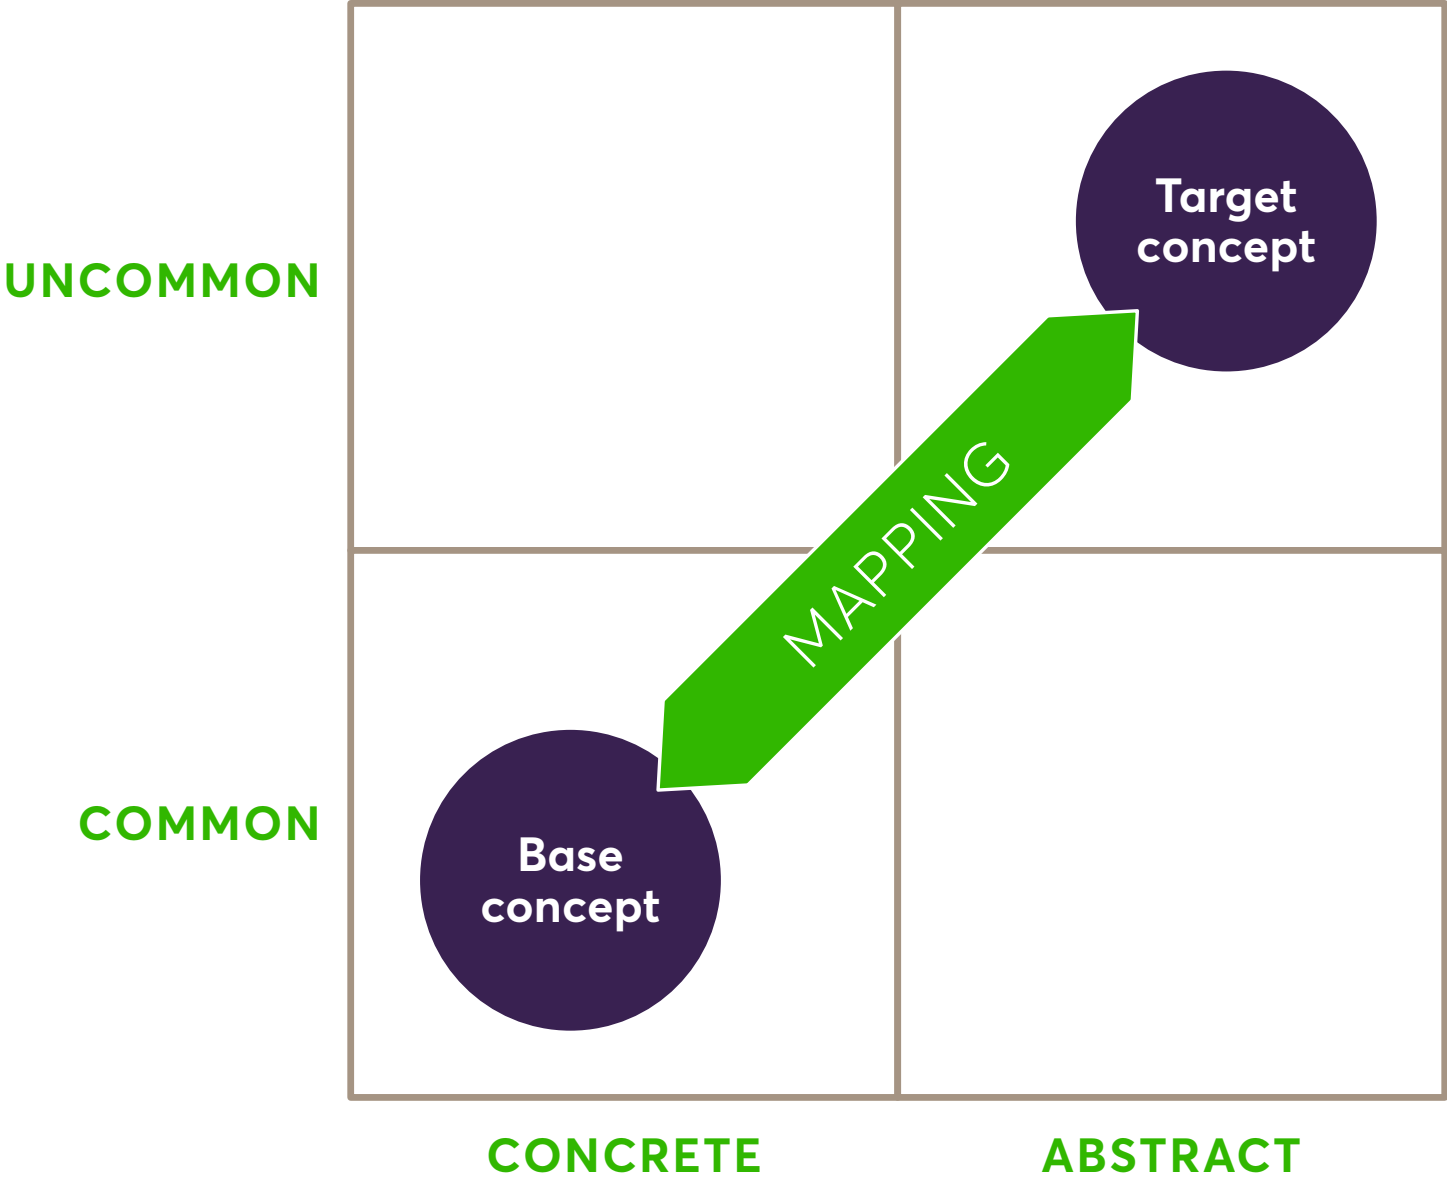 Target
concept
UNCOMMON
MAPPING
COMMON
Base
concept
CONCRETE
ABSTRACT